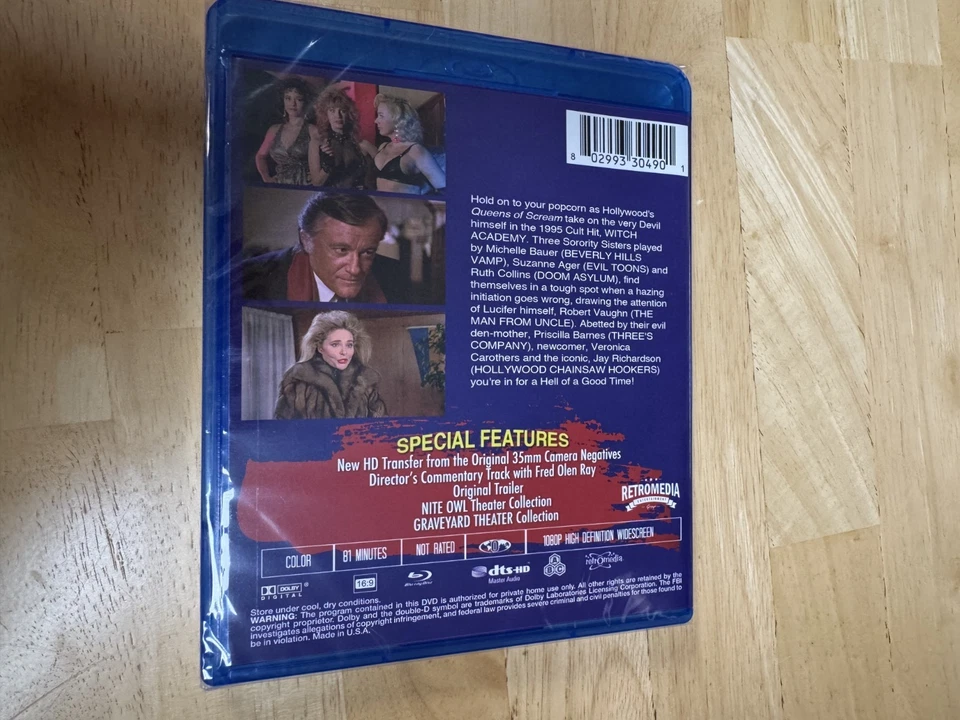 8 02993 30490 1
Hold on to your popcorn as Hollywood's
Queens of Scream take on the very Devil
himself in the 1995 Cult Hit, WITCH
ACADEMY. Three Sorority Sisters played
by Michelle Bauer (BEVERLY HILLS
VAMP), Suzanne Ager (EVIL TOONS) and
Ruth Collins (DOOM ASYLUM), find
themselves in a tough spot when a hazing
initiation goes wrong, drawing the attention
of Lucifer himself, Robert Vaughn (THE
MAN FROM UNCLE). Abetted by their evil
den-mother, Priscilla Barnes (THREE'S
COMPANY), newcomer, Veronica
Carothers and the iconic, Jay Richardson
(HOLLYWOOD CHAINSAW HOOKERS)
you're in for a Hell of a Good Time!
SPECIAL FEATURES
New HD Transfer from the Original 35mm Camera Negatives
Director's Commentary Track with Fred Olen Ray
Original Trailer
NITE OWL Theater Collection
GRAVEYARD THEATER Collection
RETROMEDIA
ENTERTAINMENT
COLOR
81 MINUTES
NOT RATED
0
1080P HIGH DEFINITION WIDESCREEN
DOLBY
DIGITAL
16:9
Blu-ray Disc
dts-HD
Master Audio
ABC
retromedia
Store under cool, dry conditions.
WARNING: The program contained in this DVD is authorized for private home use only. All other rights are retained by the
copyright proprietor. Dolby and the double-D symbol are trademarks of Dolby Laboratories Licensing Corporation. The FBI
investigates allegations of copyright infringement, and federal law provides severe criminal and civil penalties for those found to
be in violation. Made in U.S.A.